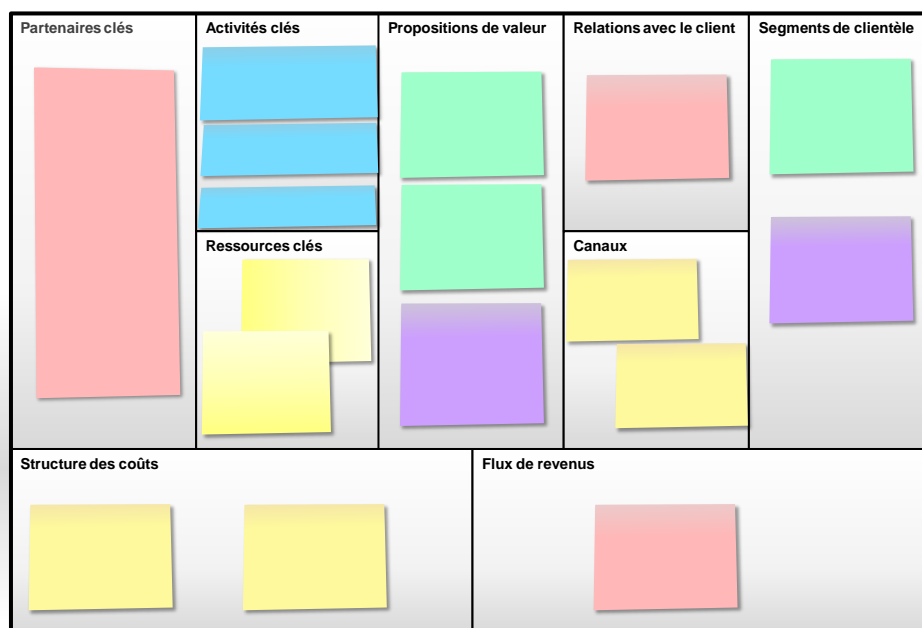 Partenaires clés
Activités clés
Propositions de valeur
Relations avec le client
Segments de clientèle
Ressources clés
Canaux
Structure des coûts
Flux de revenus